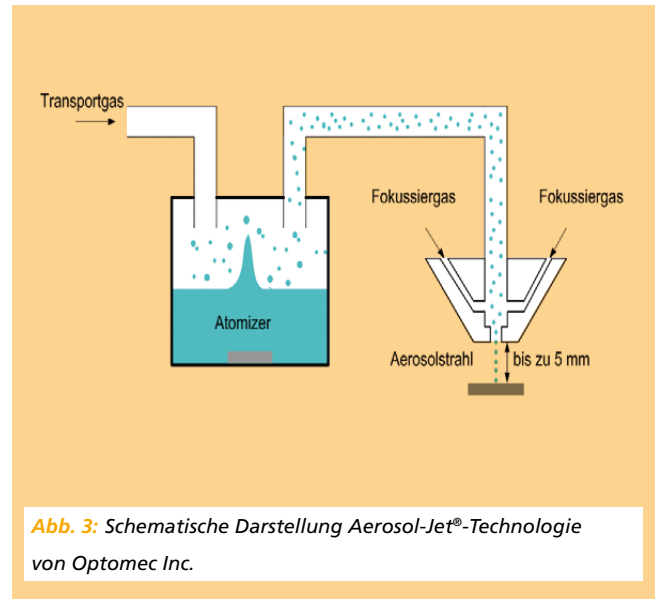 Transportgas
Fokussiergas
Fokussiergas
Atomizer
Aerosolstrahl
bis zu 5 mm
Abb. 3: Schematische Darstellung Aerosol-Jet®-Technologie
von Optomec Inc.